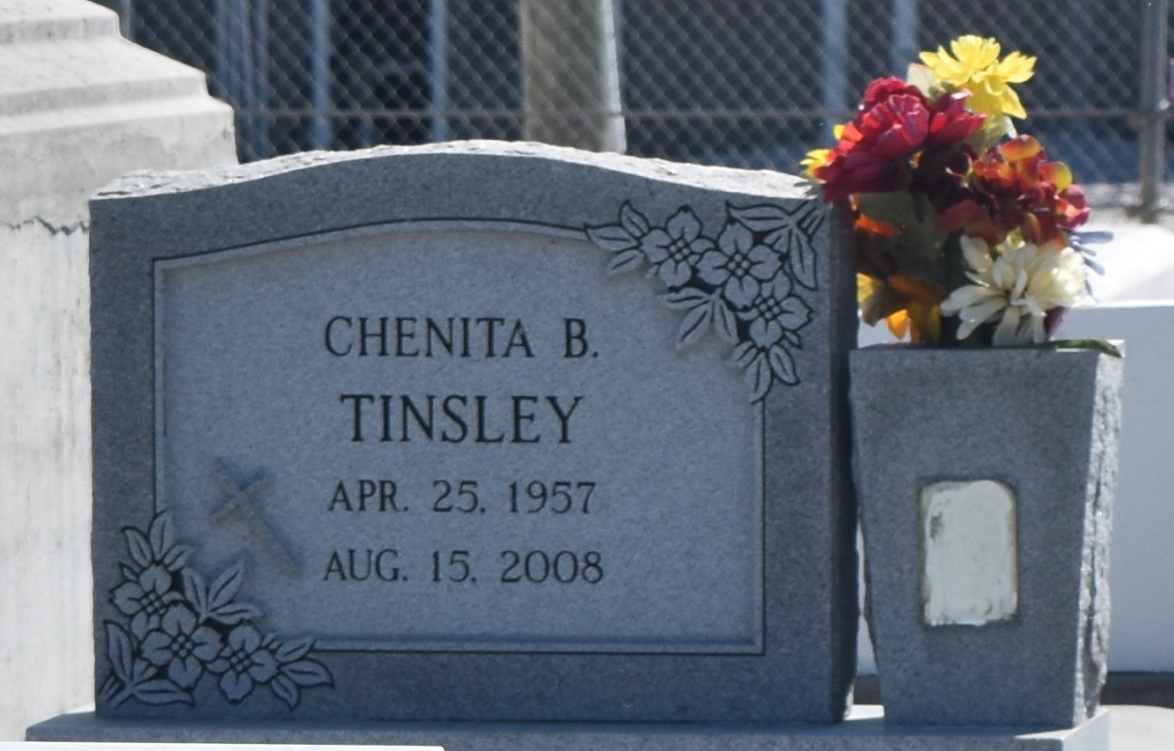 CHENITA B.
TINSLEY
APR. 25, 1957
AUG. 15, 2008